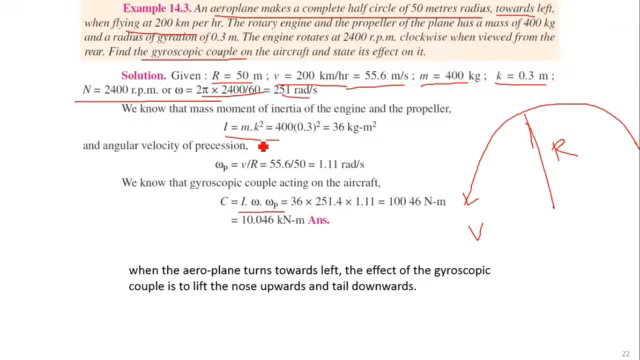 Example 14.3. An aeroplane makes a complete half circle of 50 metres radius, towards left,
when flying at 200 km per hr. The rotary engine and the propeller of the plane has a mass of 400 kg
and a radius of gyration of 0.3 m. The engine rotates at 2400 r.p.m. clockwise when viewed from the
rear. Find the gyroscopic couple on the aircraft and state its effect on it.
Solution. Given : R = 50 m ; v = 200 km/hr = 55.6 m/s ; m = 400 kg ; k = 0.3 m ;
N = 2400 r.p.m. or ω = 2π × 2400/60 = 251 rad/s
We know that mass moment of inertia of the engine and the propeller,
I = m.k² = 400(0.3)² = 36 kg-m²
and angular velocity of precession,
ωP = v/R = 55.6/50 = 1.11 rad/s
We know that gyroscopic couple acting on the aircraft,
C = I. ω. ωP = 36 × 251.4 × 1.11 = 100 46 N-m
= 10.046 kN-m Ans.
R
V
when the aero-plane turns towards left, the effect of the gyroscopic
couple is to lift the nose upwards and tail downwards.
22